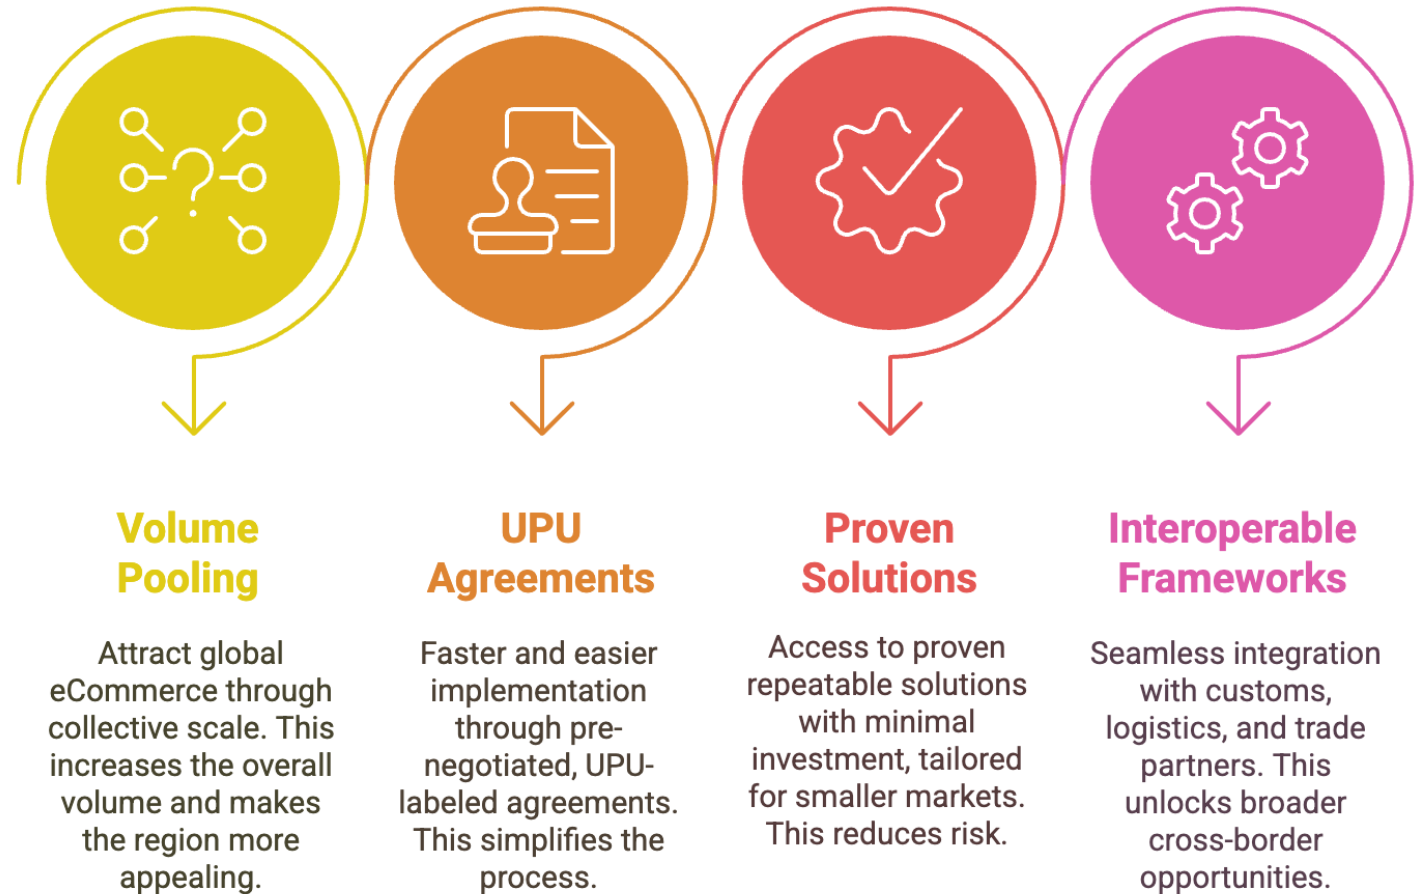 Volume
Pooling
Attract global
eCommerce through
collective scale. This
increases the overall
volume and makes
the region more
appealing.
UPU
Agreements
Faster and easier
implementation
through pre-
negotiated, UPU-
labeled agreements.
This simplifies the
process.
Proven
Solutions
Access to proven
repeatable solutions
with minimal
investment, tailored
for smaller markets.
This reduces risk.
Interoperable
Frameworks
Seamless integration
with customs,
logistics, and trade
partners. This
unlocks broader
cross-border
opportunities.